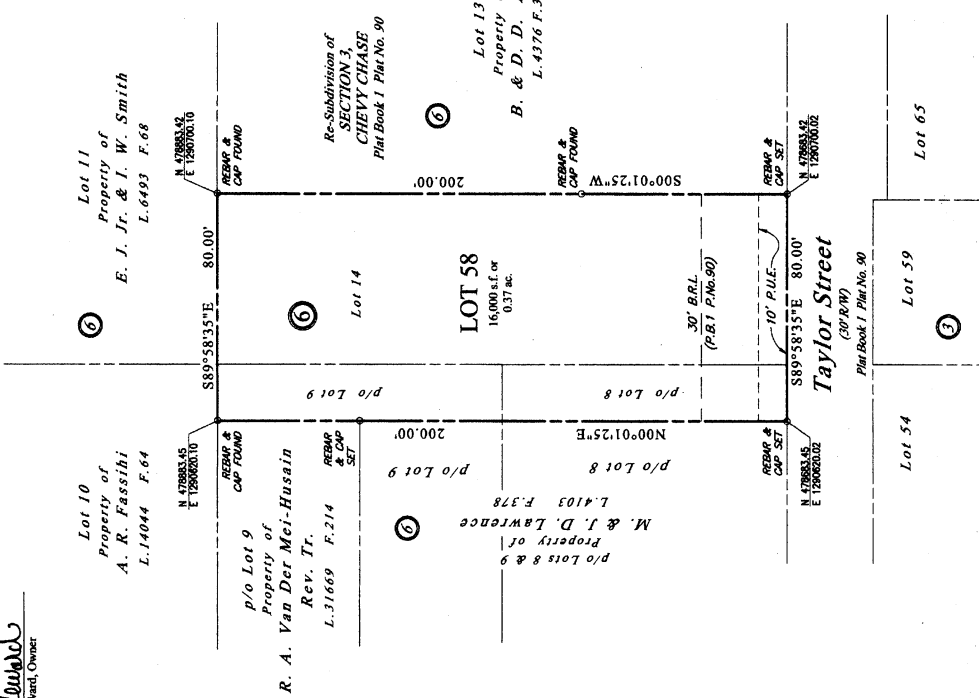 ward, Owner
Lot 10
Property of
A. R. Fassihi
L.14044 F.64
Lot 11
Property of
E. J. Jr. & I. W. Smith
L.6493 F.68
6
N 478883.45
E 1290620.10
N 478883.42
E 1290700.10
S89°58'35"E 80.00'
REBAR &
CAP FOUND
REBAR &
CAP FOUND
p/o Lot 9
Property of
R. A. Van Der Mei-Husain
Rev. Tr.
L.31669 F.214
REBAR
& CAP
SET
p/o Lot 9
6
Lot 14
Re-Subdivision of
SECTION 3,
CHEVY CHASE
Plat Book 1 Plat No. 90
6
Lot 13
Property
B. & D. D.
L.4376 F.3
200.00'
N00°01'25"E
p/o Lot 9
p/o Lot 8
p/o Lots 8 & 9
Property of
M. & J. D. Lawrence
L.4103 F.378
6
LOT 58
16,000 s.f. or
0.37 ac.
200.00'
S00°01'25"W
REBAR &
CAP FOUND
p/o Lot 8
30' B.R.L.
(P.B.1 P.No.90)
10' P.U.E.
REBAR &
CAP SET
REBAR &
CAP SET
S89°58'35"E 80.00'
N 478683.45
E 1290620.02
N 478683.42
E 1290700.02
Taylor Street
(30' R/W)
Plat Book 1 Plat No. 90
Lot 54
Lot 59
Lot 65
3